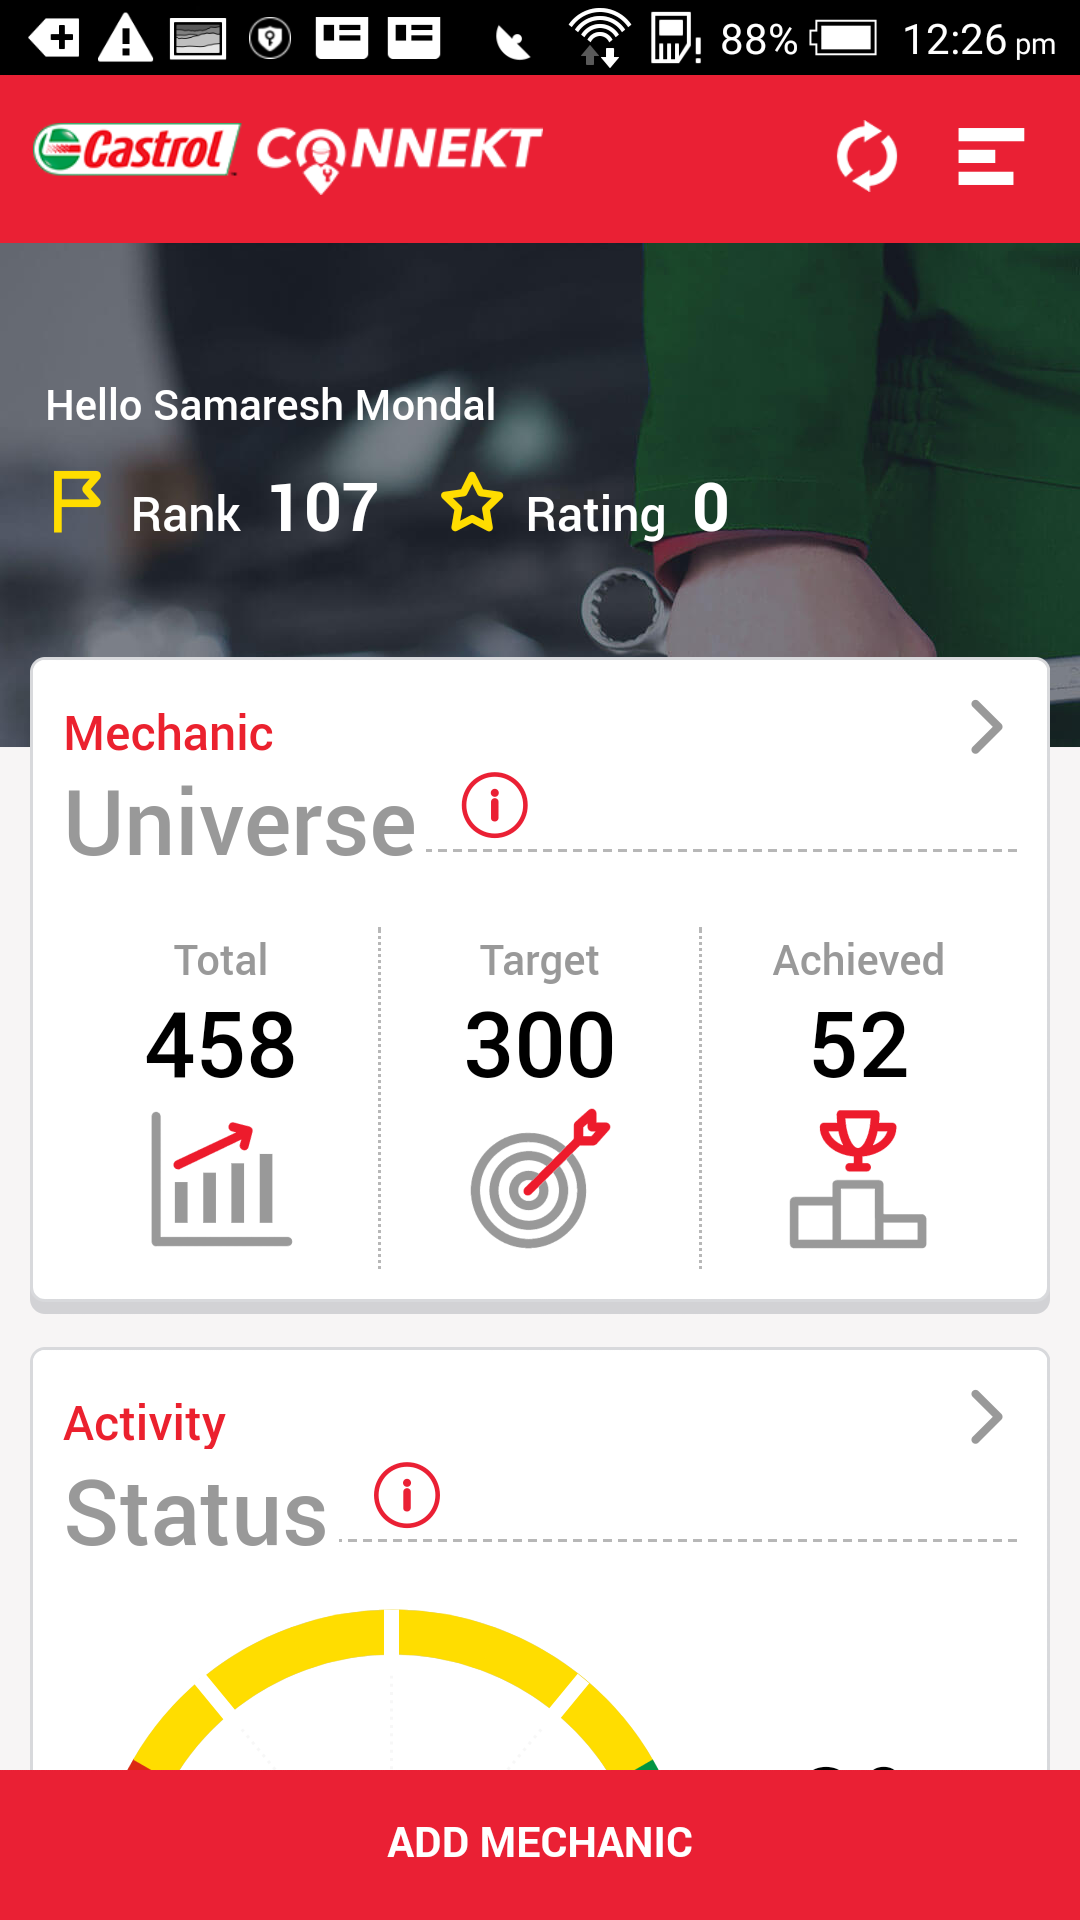 88% 12:26 pm
Castrol CONNEKT
Hello Samaresh Mondal
Rank 107 Rating 0
Mechanic
Universe
Total Target Achieved
458 300 52
Activity
Status
ADD MECHANIC